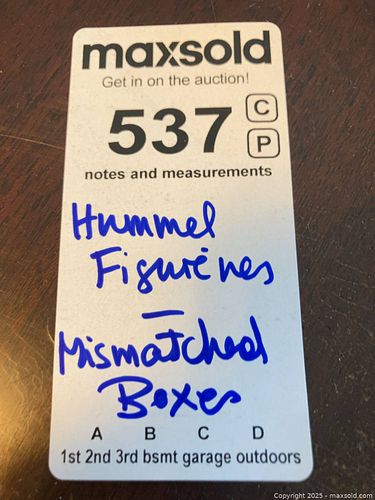 maxsold
Get in on the auction!
537 C
P
notes and measurements
Hummel
Figurines
—
Mismatched
Boxes
A B C D
1st 2nd 3rd bsmt garage outdoors
Copyright 2025 - maxsold.com